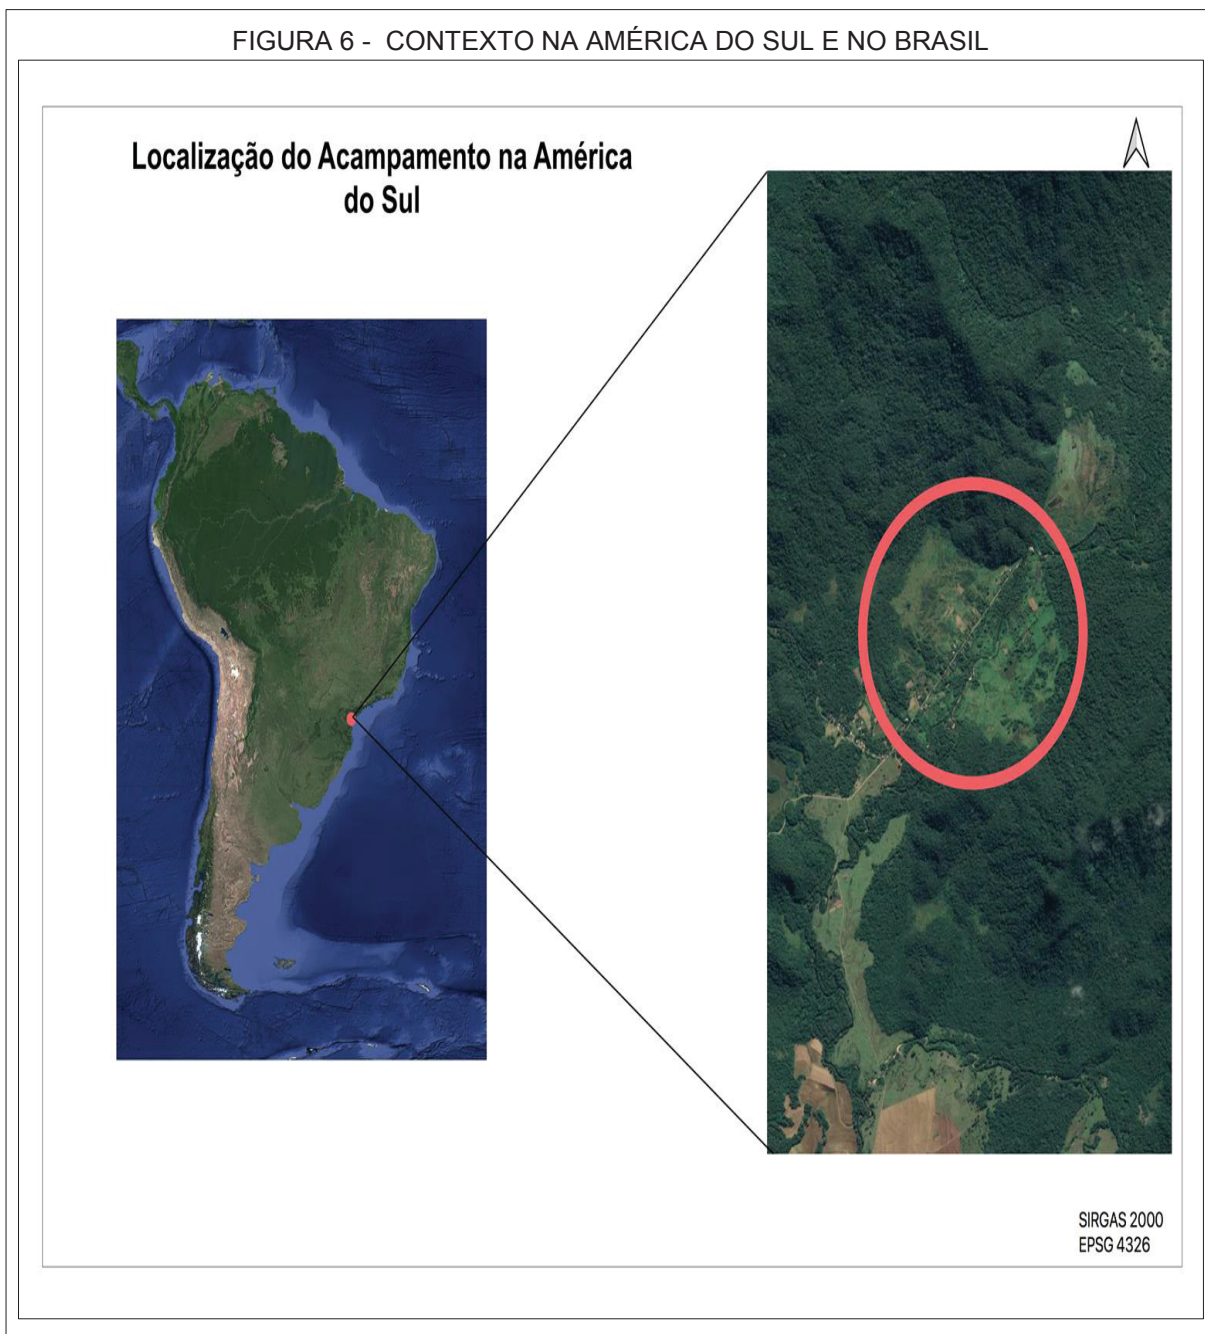 FIGURA 6 - CONTEXTO NA AMÉRICA DO SUL E NO BRASIL
Localização do Acampamento na América
do Sul
SIRGAS 2000
EPSG 4326